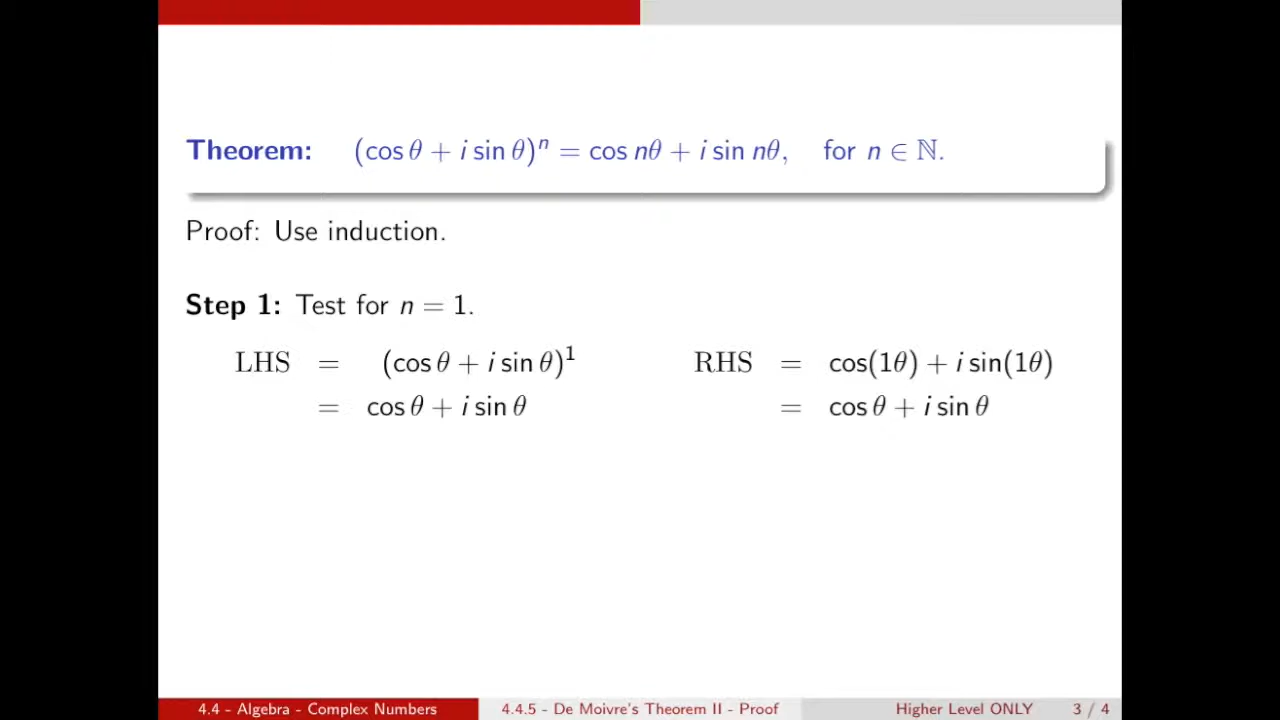 Theorem: (cos θ + i sin θ)ⁿ = cos nθ + i sin nθ, for n ∈ ℕ.
Proof: Use induction.
Step 1: Test for n = 1.
LHS = (cos θ + i sin θ)¹ RHS = cos(1θ) + i sin(1θ)
= cos θ + i sin θ = cos θ + i sin θ
4.4 - Algebra - Complex Numbers 4.4.5 - De Moivre's Theorem II - Proof Higher Level ONLY 3 / 4